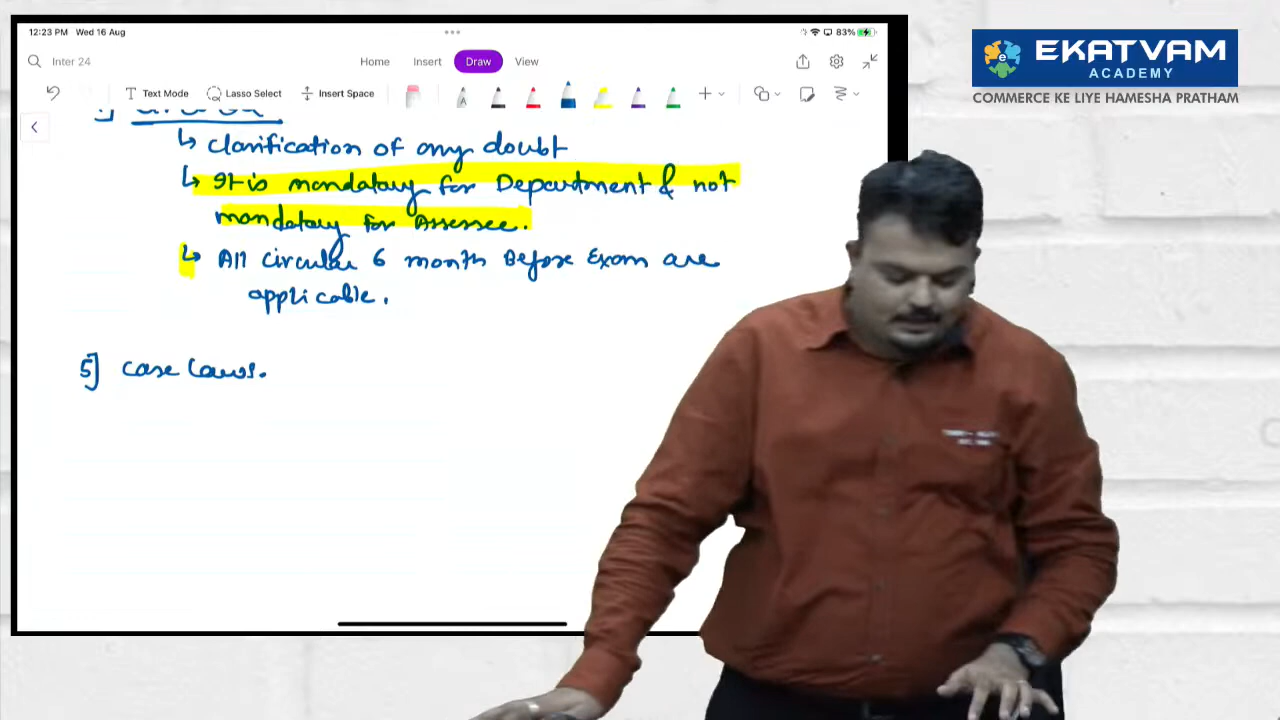 12:23 PM Wed 16 Aug
83%
Inter 24
Home Insert Draw View
Text Mode Lasso Select Insert Space
↳ clarification of any doubt
↳ It is mandatory for Department & not
mandatory for Assessee.
↳ All circular 6 month Before Exam are
applicable.
5] Case Laws.
EKATVAM
ACADEMY
COMMERCE KE LIYE HAMESHA PRATHAM